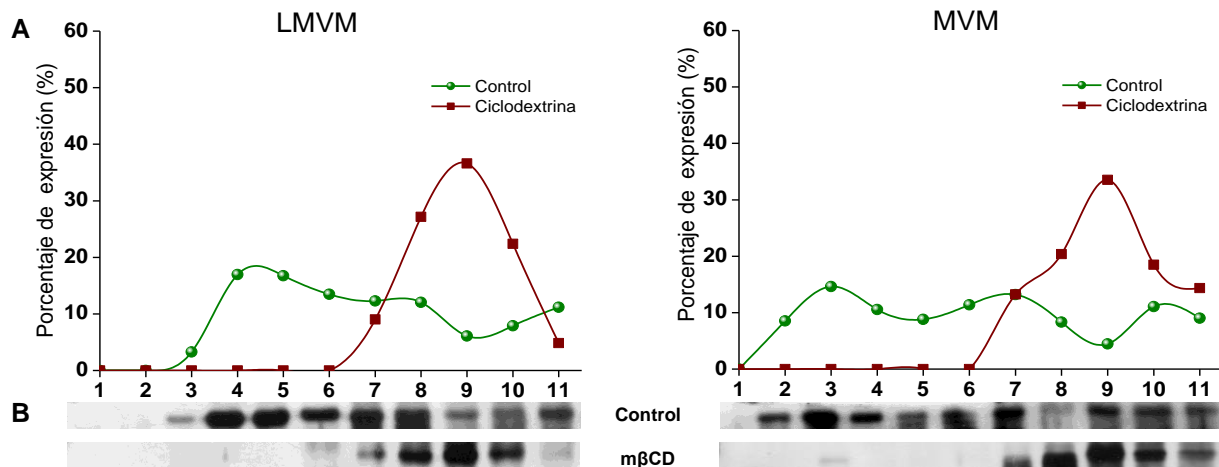 A
LMVM
Porcentaje de expresión (%)
60
50
40
30
20
10
0
Control
Ciclodextrina
1 2 3 4 5 6 7 8 9 10 11
MVM
Porcentaje de expresión (%)
60
50
40
30
20
10
0
Control
Ciclodextrina
1 2 3 4 5 6 7 8 9 10 11
B
Control
mβCD